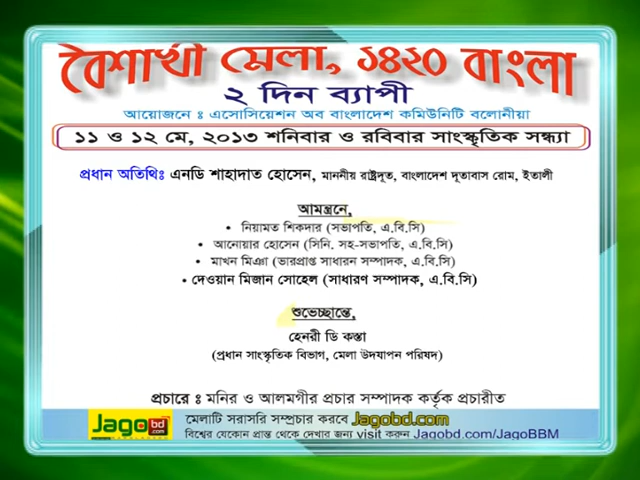 বৈশাখী মেলা, ১৪২০ বাংলা
২ দিন ব্যাপী
আয়োজনে ঃ এসোসিয়েশন অব বাংলাদেশ কমিউনিটি বলোনীয়া
১১ ও ১২ মে, ২০১৩ শনিবার ও রবিবার সাংস্কৃতিক সন্ধ্যা
প্রধান অতিথিঃ এনডি শাহাদাত হোসেন, মাননীয় রাষ্ট্রদূত, বাংলাদেশ দূতাবাস রোম, ইতালী
আমন্ত্রনে,
• নিয়ামত শিকদার (সভাপতি, এ.বি.সি)
• আনোয়ার হোসেন (সিনি. সহ-সভাপতি, এ.বি.সি)
• মাখন মিঞা (ভারপ্রাপ্ত সাধারন সম্পাদক, এ.বি.সি)
• দেওয়ান মিজান সোহেল (সাধারণ সম্পাদক, এ.বি.সি)
শুভেচ্ছান্তে,
হেনরী ডি কস্তা
(প্রধান সাংস্কৃতিক বিভাগ, মেলা উদযাপন পরিষদ)
প্রচারে ঃ মনির ও আলমগীর প্রচার সম্পাদক কর্তৃক প্রচারীত
Jagobd.com
মেলাটি সরাসরি সম্প্রচার করবে Jagobd.com
বিশ্বের যেকোন প্রান্ত থেকে দেখার জন্য visit করুন Jagobd.com/JagoBBM